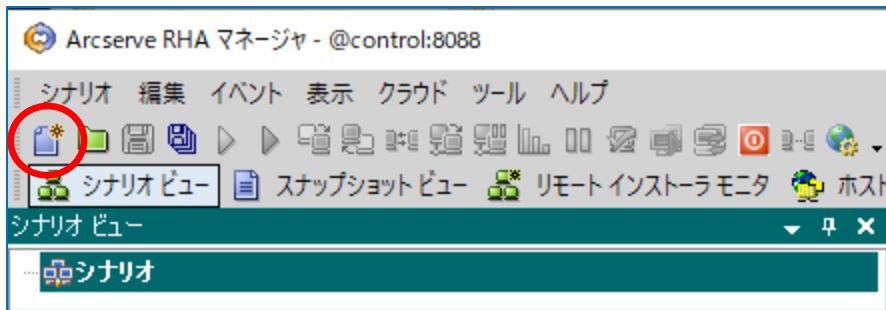 Arcserve RHA マネージャ - @control:8088
シナリオ 編集 イベント 表示 クラウド ツール ヘルプ
シナリオ ビュー スナップショット ビュー リモート インストーラ モニタ ホスト
シナリオ ビュー
シナリオ